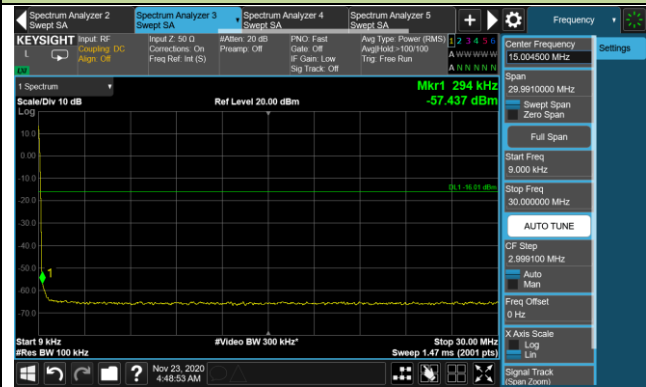 Spectrum Analyzer 2
Swept SA
Spectrum Analyzer 3
Swept SA
Spectrum Analyzer 4
Swept SA
Spectrum Analyzer 5
Swept SA
Frequency
KEYSIGHT
L
Input: RF
Coupling: DC
Align: Off
Input Z: 50 Ω
Corrections: On
Freq Ref: Int (S)
#Atten: 20 dB
Preamp: Off
PNO: Fast
Gate: Off
IF Gain: Low
Sig Track: Off
Avg Type: Power (RMS)
Avg|Hold:>100/100
Trig: Free Run
1 2 3 4 5 6
A W W W W W
A N N N N N
1 Spectrum
Scale/Div 10 dB
Ref Level 20.00 dBm
Mkr1 294 kHz
-57.437 dBm
Log
10.0
0.00
-10.0
-20.0
-30.0
-40.0
-50.0
-60.0
-70.0
DL1 -16.01 dBm
1
Start 9 kHz
#Res BW 100 kHz
#Video BW 300 kHz*
Stop 30.00 MHz
Sweep 1.47 ms (2001 pts)
Nov 23, 2020
4:48:53 AM
Center Frequency
15.004500 MHz
Span
29.9910000 MHz
Swept Span
Zero Span
Full Span
Start Freq
9.000 kHz
Stop Freq
30.000000 MHz
AUTO TUNE
CF Step
2.999100 MHz
Auto
Man
Freq Offset
0 Hz
X Axis Scale
Log
Lin
Signal Track
(Span Zoom)
Settings